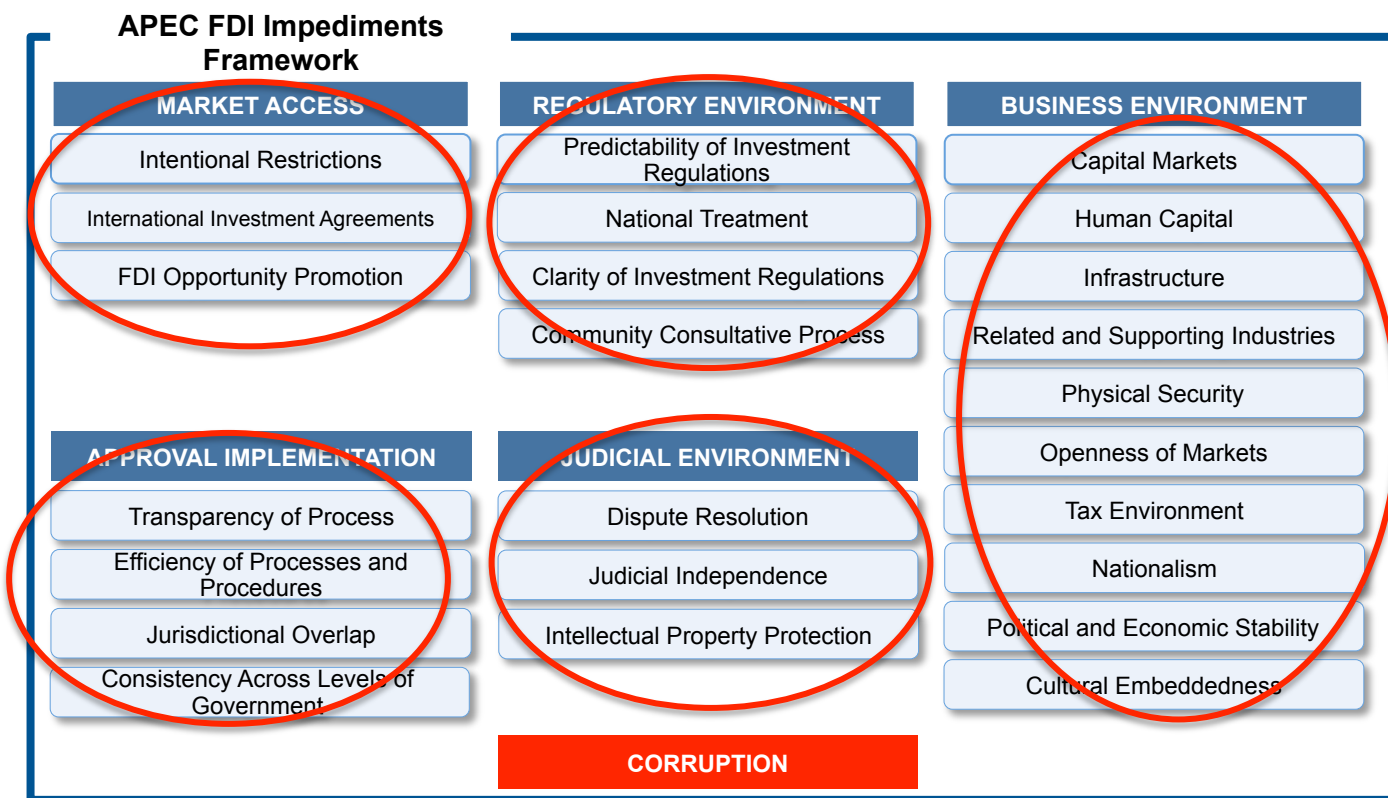 APEC FDI Impediments
Framework
MARKET ACCESS
Intentional Restrictions
International Investment Agreements
FDI Opportunity Promotion
REGULATORY ENVIRONMENT
Predictability of Investment
Regulations
National Treatment
Clarity of Investment Regulations
Community Consultative Process
BUSINESS ENVIRONMENT
Capital Markets
Human Capital
Infrastructure
Related and Supporting Industries
Physical Security
Openness of Markets
Tax Environment
Nationalism
Political and Economic Stability
Cultural Embeddedness
APPROVAL IMPLEMENTATION
Transparency of Process
Efficiency of Processes and
Procedures
Jurisdictional Overlap
Consistency Across Levels of
Government
JUDICIAL ENVIRONMENT
Dispute Resolution
Judicial Independence
Intellectual Property Protection
CORRUPTION